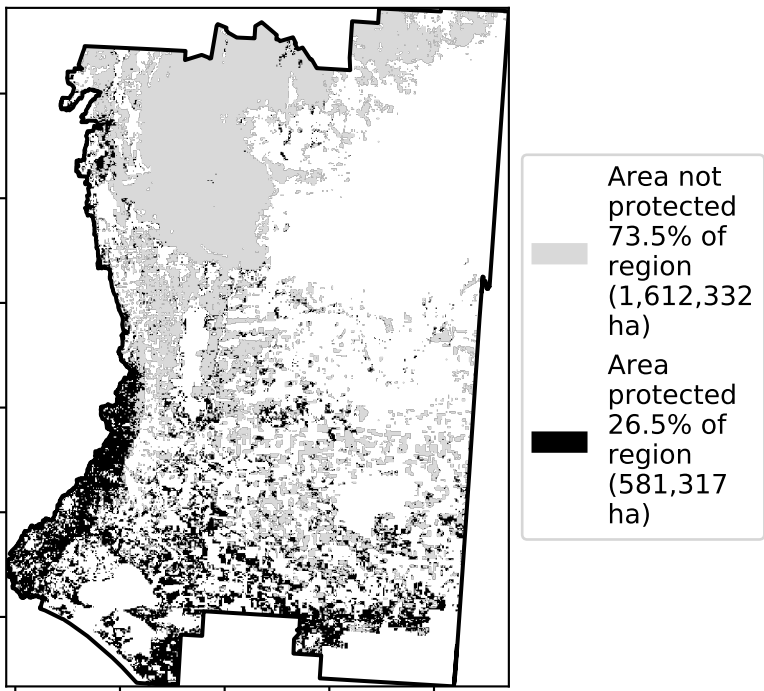 Area not
protected
73.5% of
region
(1,612,332
ha)
Area
protected
26.5% of
region
(581,317
ha)